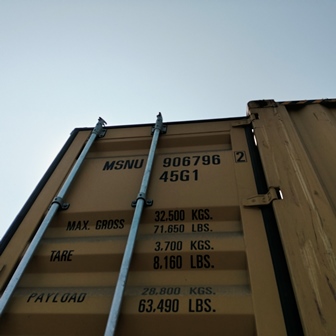 MSNU 906796 2
45G1
MAX. GROSS 32.500 KGS.
71.650 LBS.
TARE 3.700 KGS.
8.160 LBS.
PAYLOAD 28.800 KGS.
63.490 LBS.